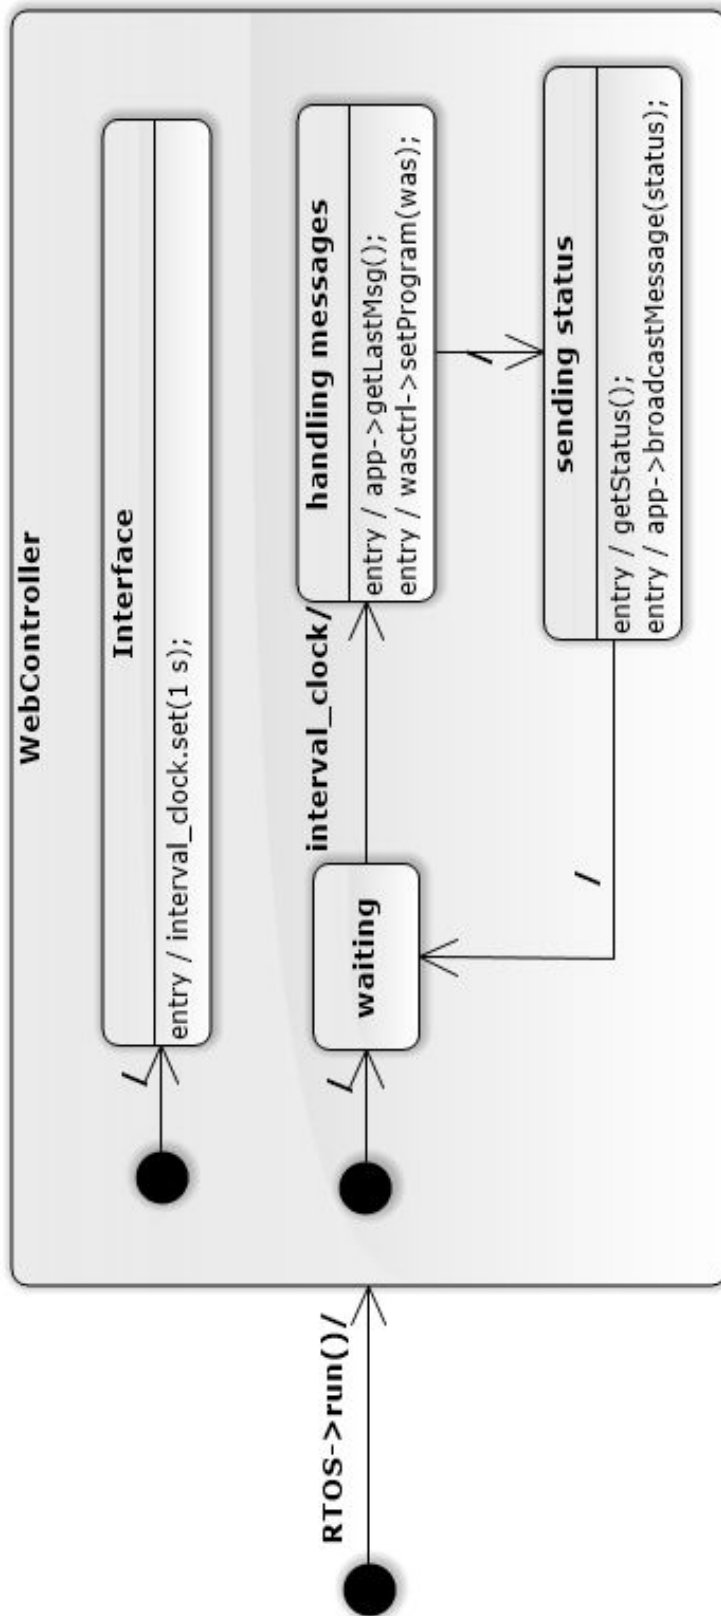 WebController
Interface
entry / interval_clock.set(1 s);
RTOS->run()/
/
/
waiting
interval_clock/
handling messages
entry / app->getLastMsg();
entry / wasctrl->setProgram(was);
/
sending status
entry / getStatus();
entry / app->broadcastMessage(status);
/